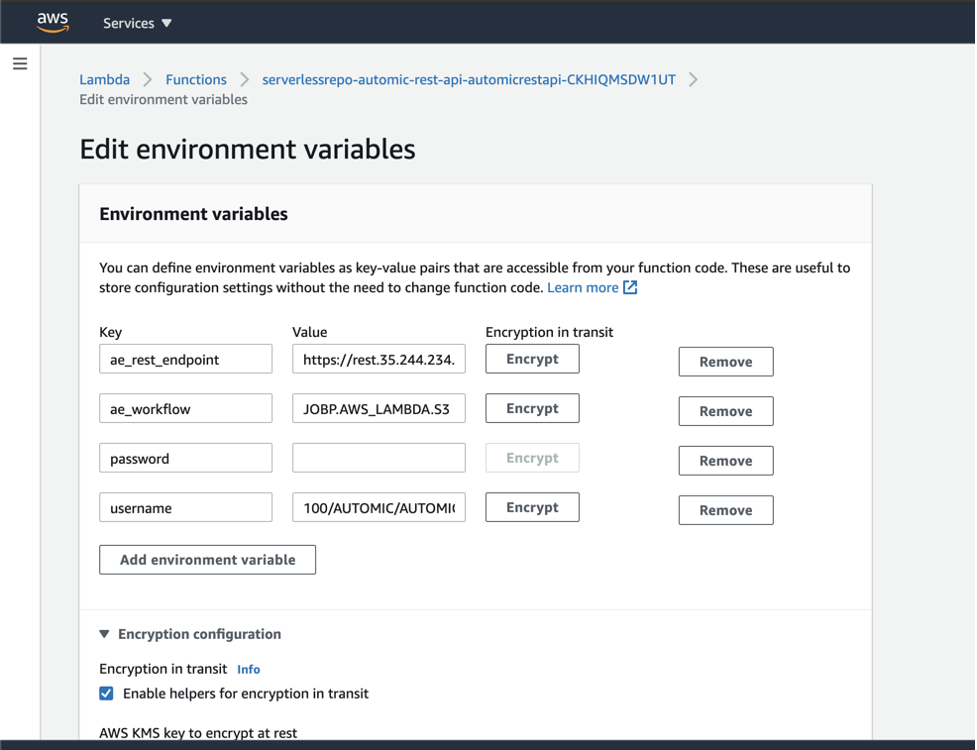 aws Services
Lambda Functions serverlessrepo-automic-rest-api-automicrestapi-CKHIQMSDW1UT
Edit environment variables
Edit environment variables
Environment variables
You can define environment variables as key-value pairs that are accessible from your function code. These are useful to
store configuration settings without the need to change function code. Learn more
Key Value Encryption in transit
ae_rest_endpoint https://rest.35.244.234. Encrypt Remove
ae_workflow JOBP.AWS_LAMBDA.S3 Encrypt Remove
password Encrypt Remove
username 100/AUTOMIC/AUTOMIC Encrypt Remove
Add environment variable
Encryption configuration
Encryption in transit Info
Enable helpers for encryption in transit
AWS KMS key to encrypt at rest